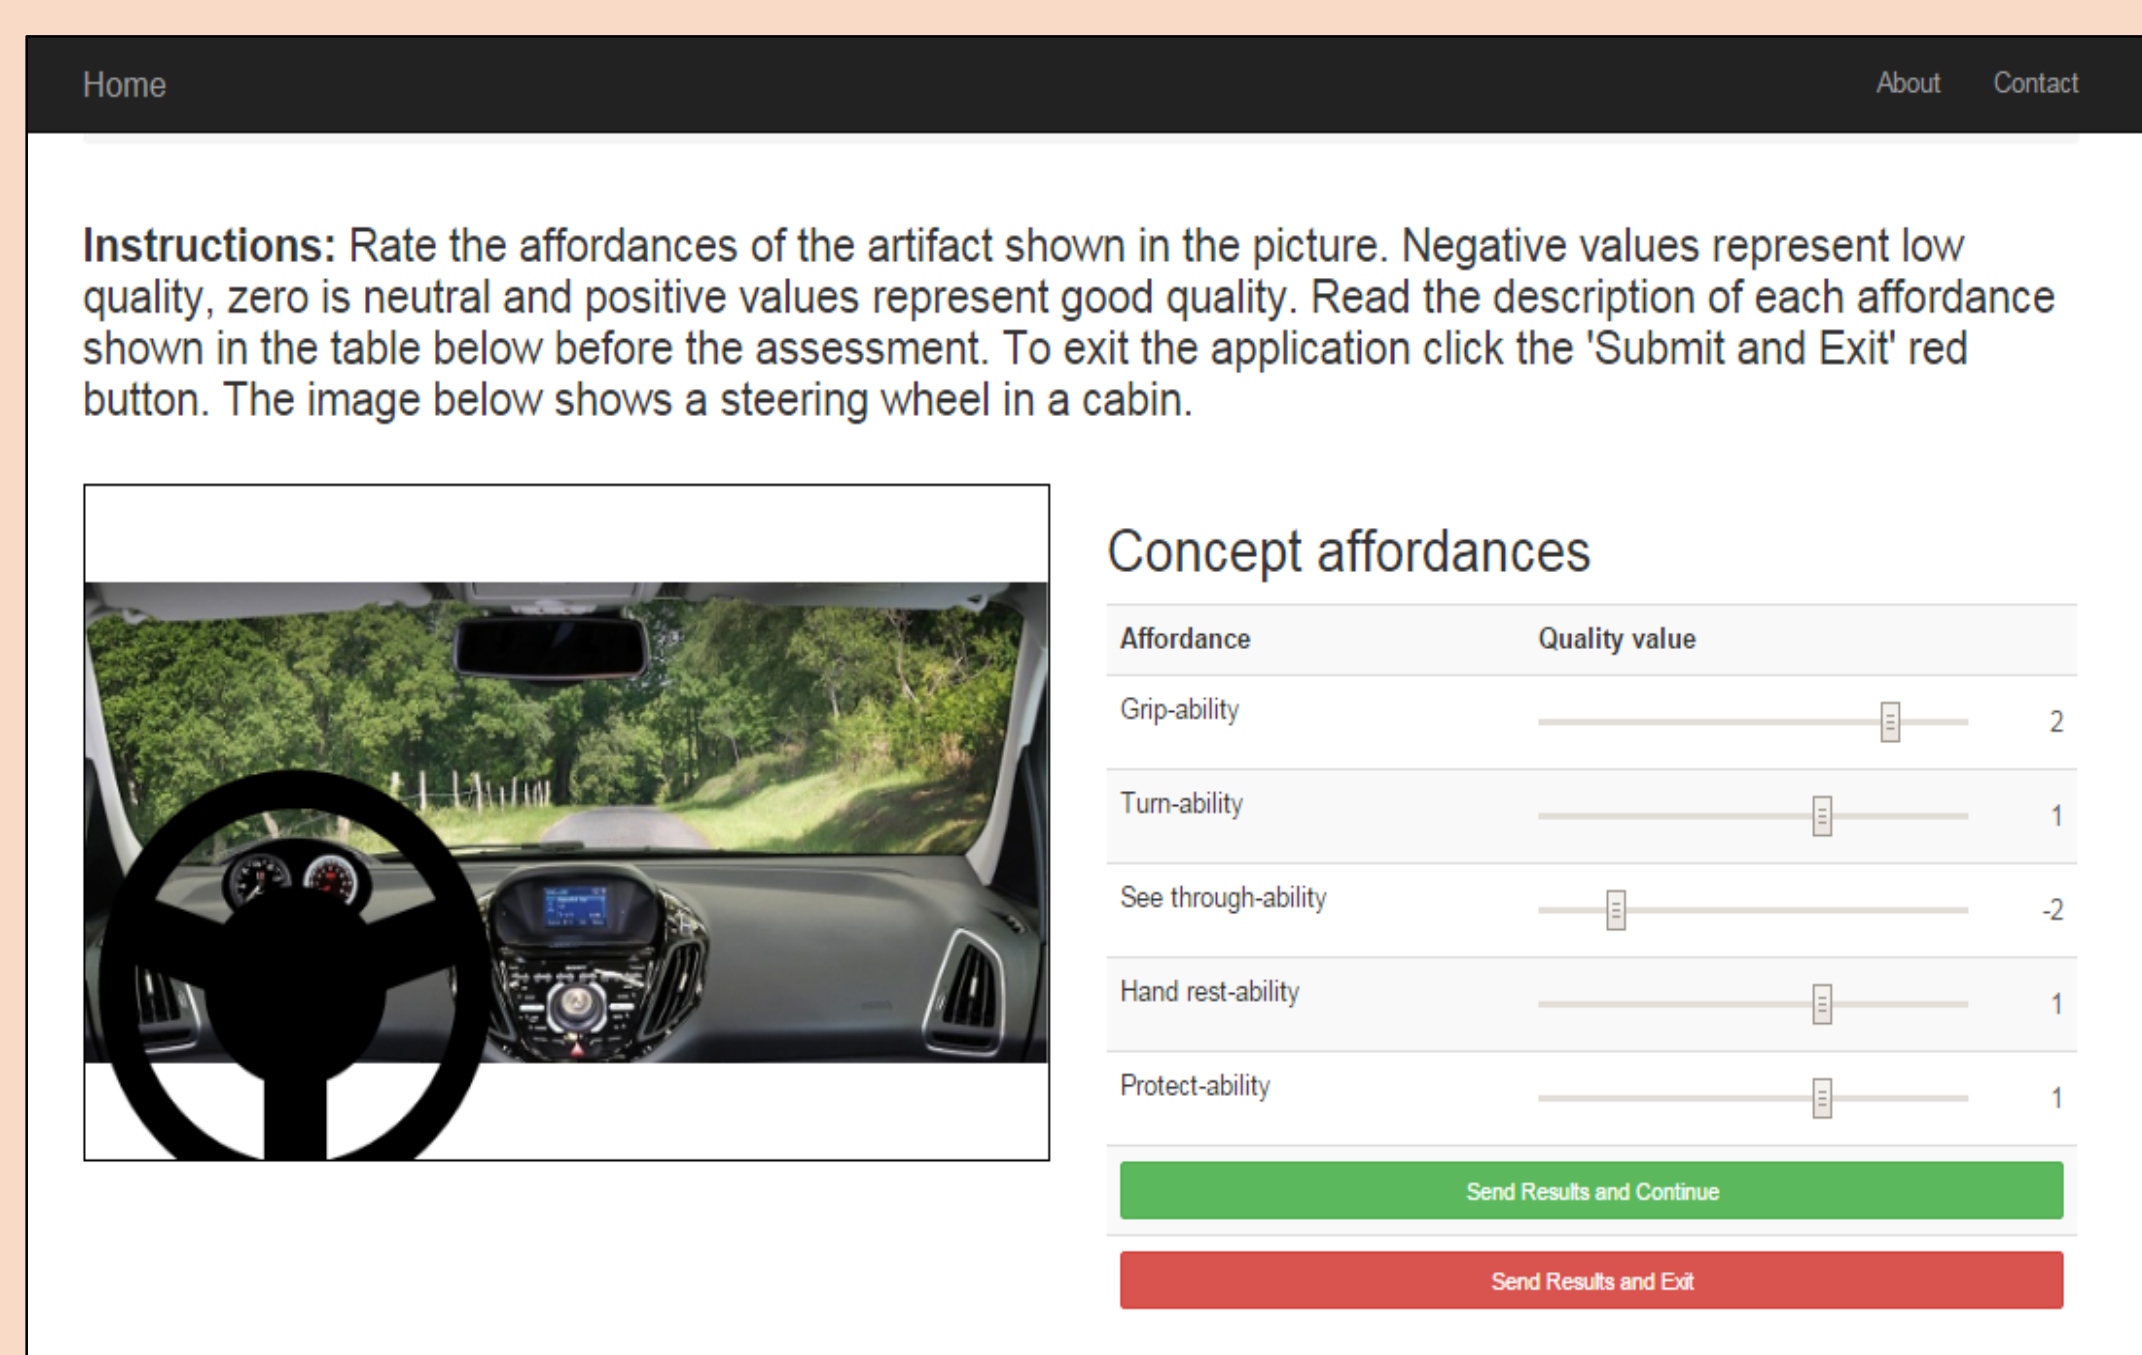 Home About Contact
Instructions: Rate the affordances of the artifact shown in the picture. Negative values represent low
quality, zero is neutral and positive values represent good quality. Read the description of each affordance
shown in the table below before the assessment. To exit the application click the 'Submit and Exit' red
button. The image below shows a steering wheel in a cabin.
Concept affordances
Affordance Quality value
Grip-ability 2
Turn-ability 1
See through-ability -2
Hand rest-ability 1
Protect-ability 1
Send Results and Continue
Send Results and Exit